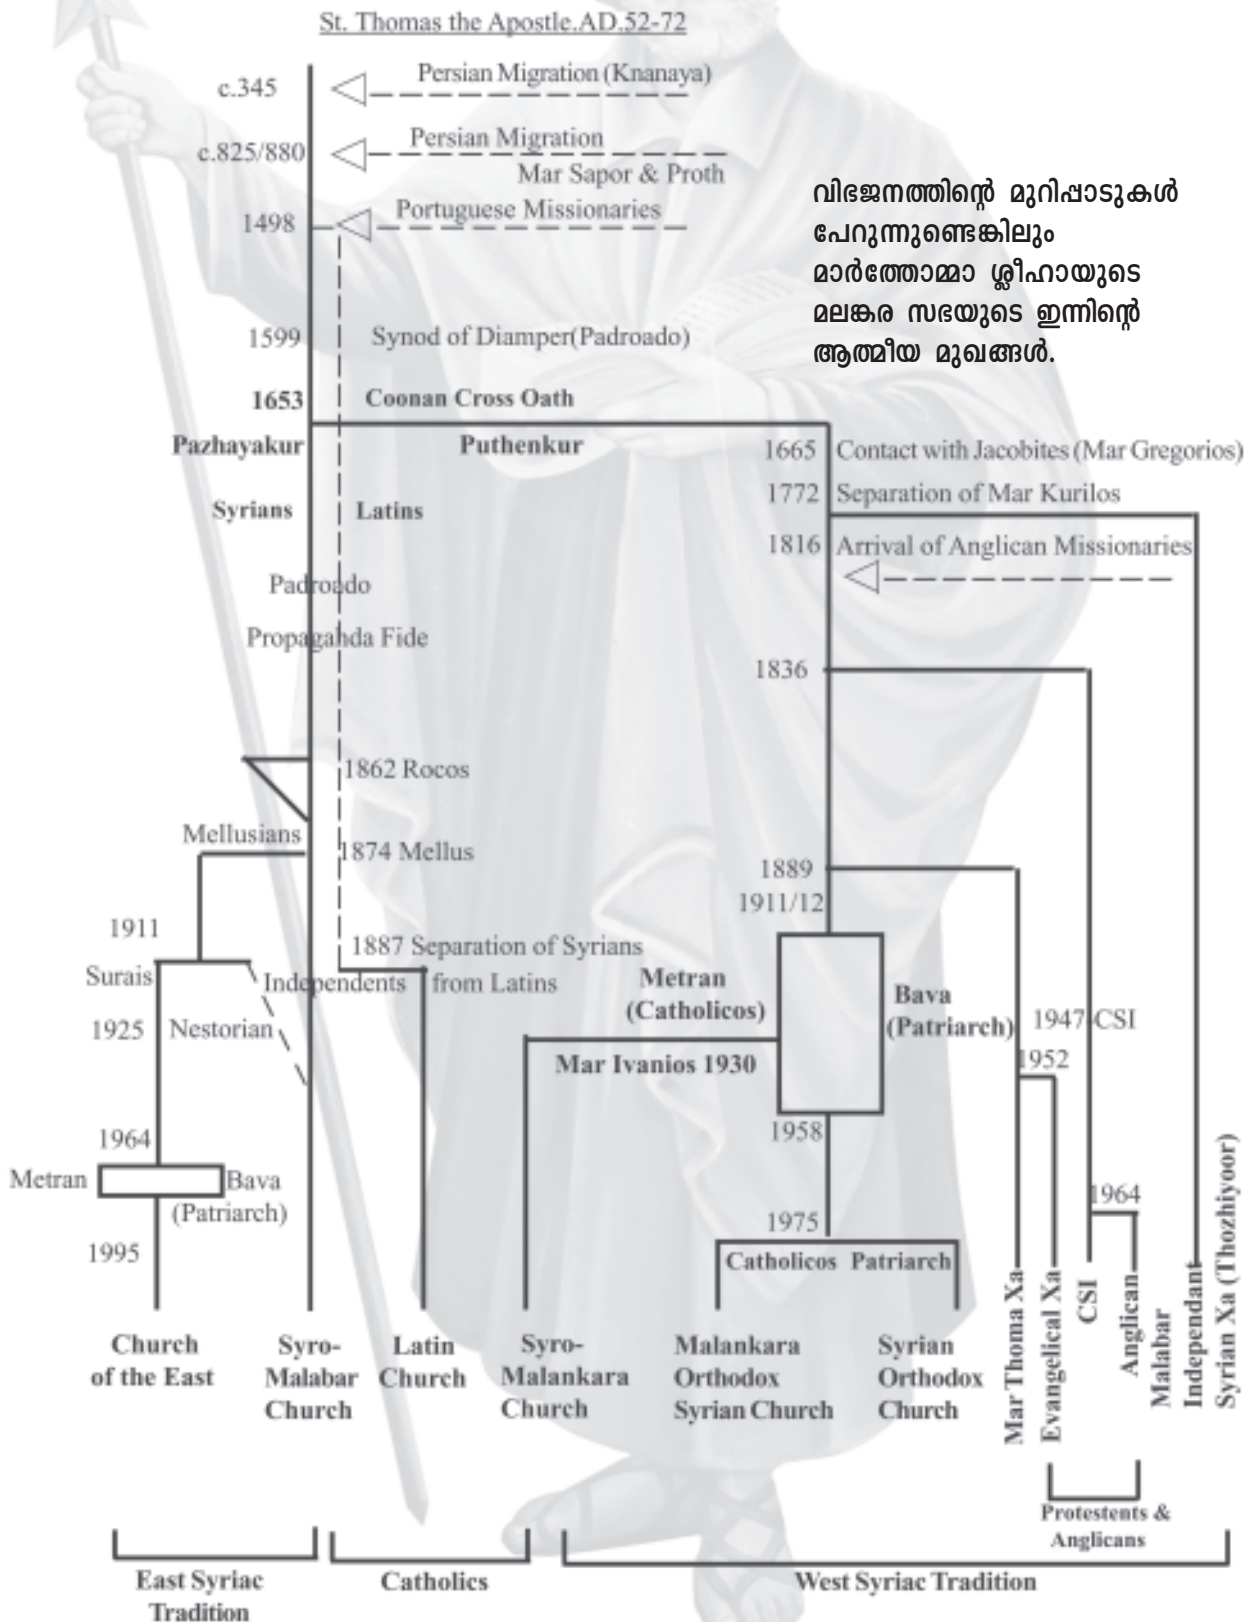 St. Thomas the Apostle.AD.52-72
c.345
Persian Migration (Knanaya)
c.825/880
Persian Migration
Mar Sapor & Proth
1498
Portuguese Missionaries
വിഭജനത്തിന്റെ മുറിപ്പാടുകൾ
പേറുന്നുണ്ടെങ്കിലും
മാർത്തോമ്മാ ശ്ലീഹായുടെ
മലങ്കര സഭയുടെ ഇന്നിന്റെ
ആത്മീയ മുഖങ്ങൾ.
1599
Synod of Diamper(Padroado)
1653
Coonan Cross Oath
Pazhayakur
Puthenkur
1665
Contact with Jacobites (Mar Gregorios)
1772
Separation of Mar Kurilos
Syrians
Latins
1816
Arrival of Anglican Missionaries
Padroado
Propaganda Fide
1836
1862 Rocos
Mellusians
1874 Mellus
1889
1911/12
1911
1887 Separation of Syrians
from Latins
Surais
Independents
Metran
(Catholicos)
Bava
(Patriarch)
1925
Nestorian
1947 CSI
Mar Ivanios 1930
1952
1964
1958
Metran
Bava
(Patriarch)
1964
1975
1995
Catholicos
Patriarch
Church
of the East
Syro-
Malabar
Church
Latin
Church
Syro-
Malankara
Church
Malankara
Orthodox
Syrian Church
Syrian
Orthodox
Church
Mar Thoma Xa
Evangelical Xa
CSI
Anglican
Malabar
Independant
Syrian Xa (Thozhiyoor)
Protestents &
Anglicans
East Syriac
Tradition
Catholics
West Syriac Tradition